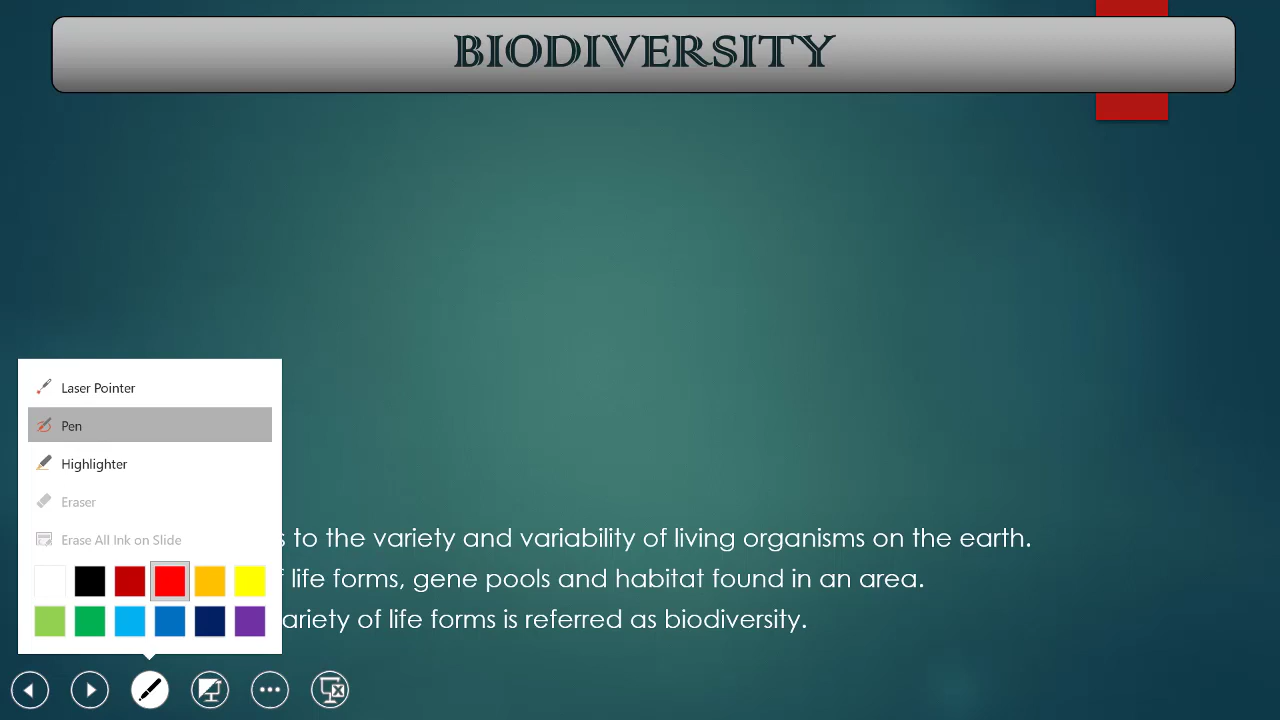 BIODIVERSITY
Laser Pointer
Pen
Highlighter
Eraser
Erase All Ink on Slide
to the variety and variability of living organisms on the earth.
life forms, gene pools and habitat found in an area.
of life forms is referred as biodiversity.